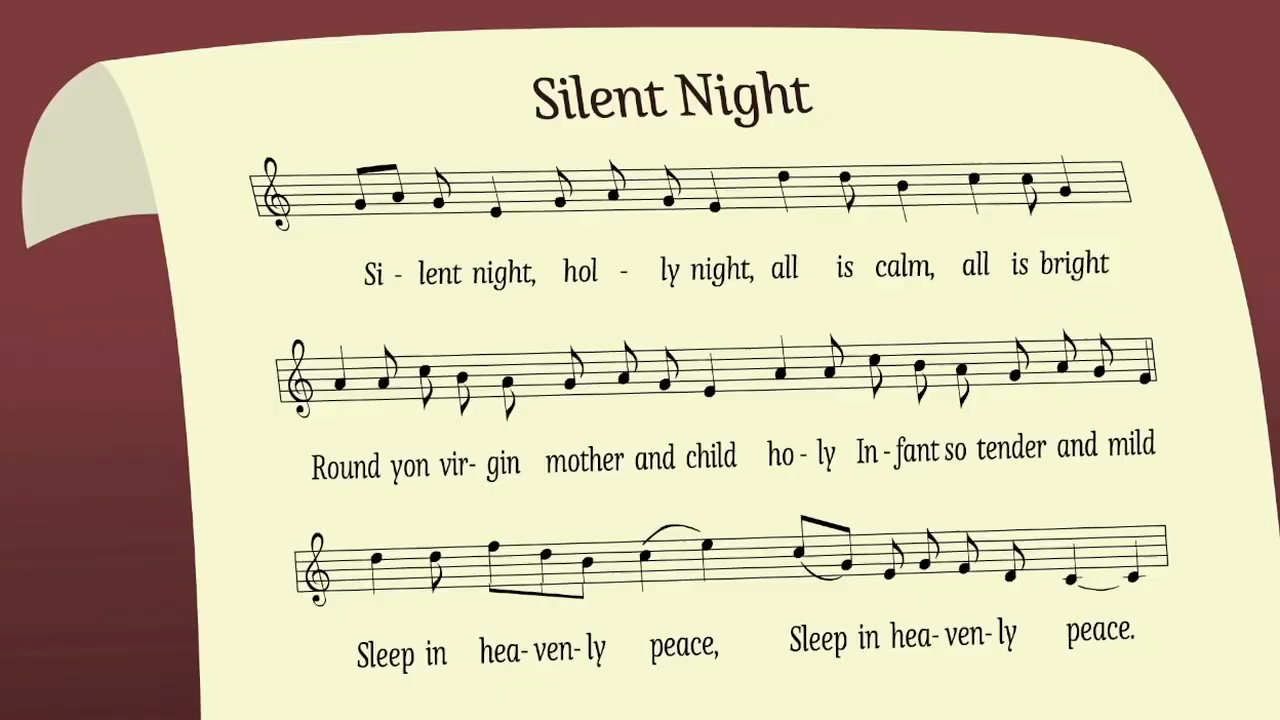 Silent Night
Si - lent night, hol - ly night, all is calm, all is bright
Round yon vir- gin mother and child ho - ly In - fant so tender and mild
Sleep in hea- ven- ly peace, Sleep in hea- ven- ly peace.